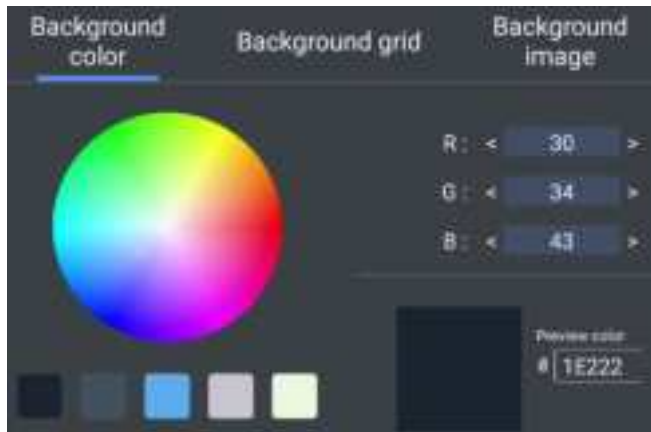 Background color
Background grid
Background image
R: < 30 >
G: < 34 >
B: < 43 >
Preview color
# 1E222